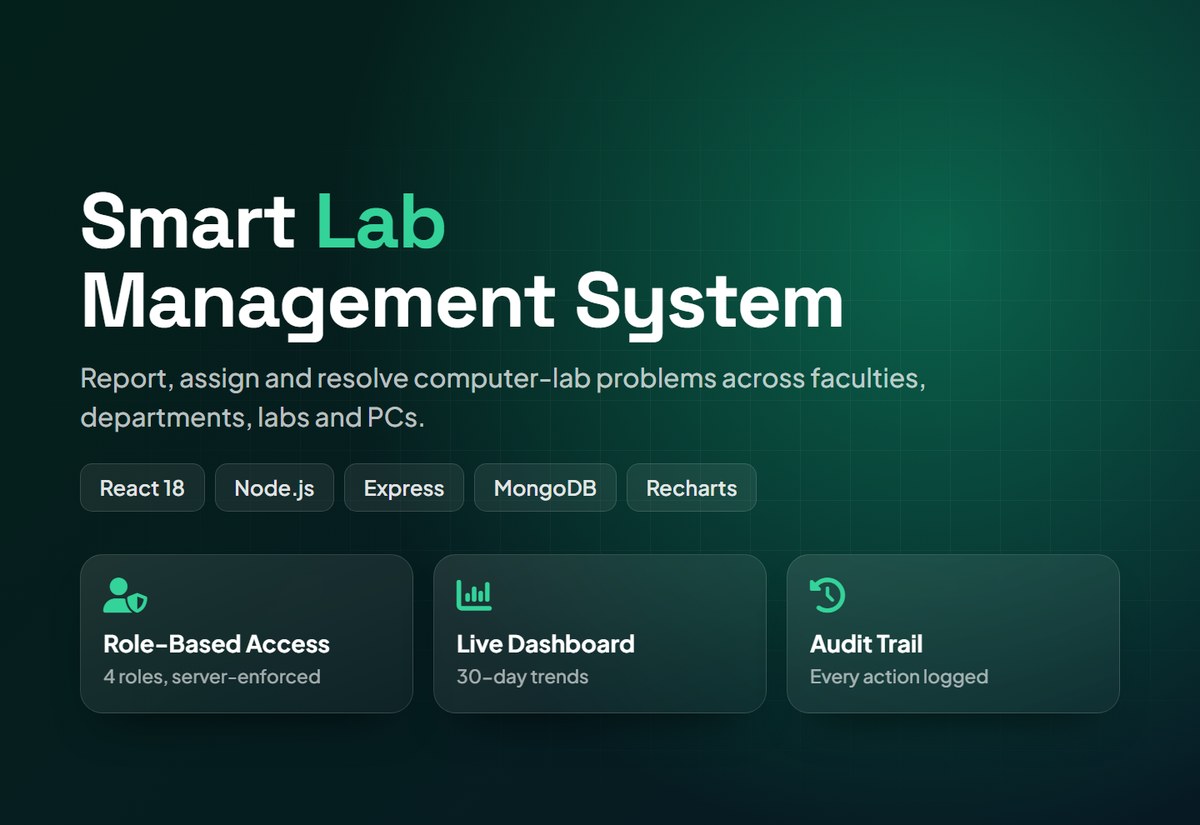 Smart Lab
Management System
Report, assign and resolve computer-lab problems across faculties,
departments, labs and PCs.
React 18
Node.js
Express
MongoDB
Recharts
Role-Based Access
4 roles, server-enforced
Live Dashboard
30-day trends
Audit Trail
Every action logged